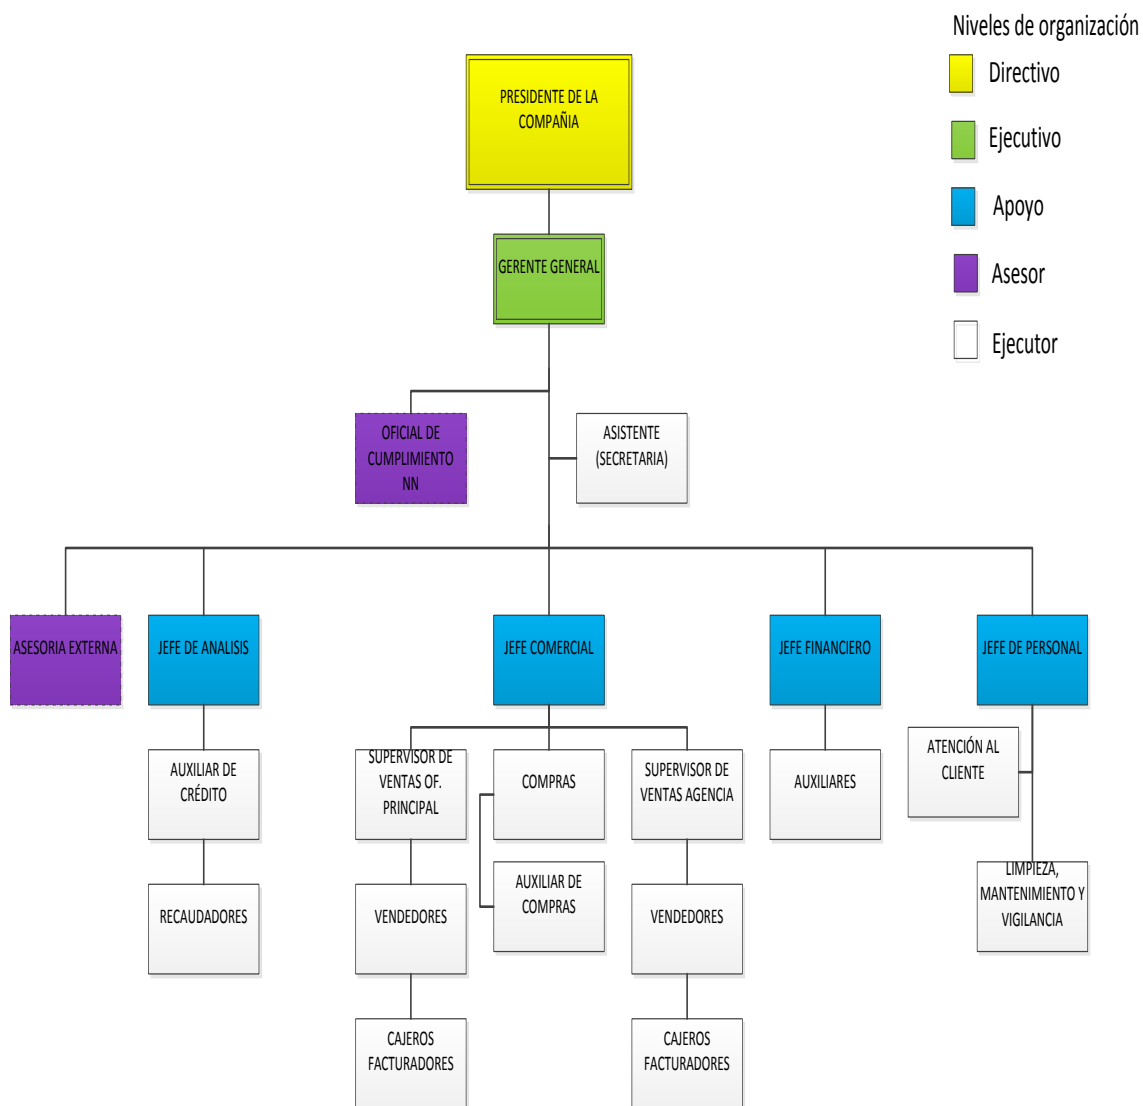 Niveles de organización
Directivo
Ejecutivo
Apoyo
Asesor
Ejecutor
PRESIDENTE DE LA
COMPAÑIA
GERENTE GENERAL
OFICIAL DE
CUMPLIMIENTO
NN
ASISTENTE
(SECRETARIA)
ASESORIA EXTERNA
JEFE DE ANALISIS
JEFE COMERCIAL
JEFE FINANCIERO
JEFE DE PERSONAL
AUXILIAR DE
CRÉDITO
SUPERVISOR DE
VENTAS OF.
PRINCIPAL
COMPRAS
SUPERVISOR DE
VENTAS AGENCIA
AUXILIARES
ATENCIÓN AL
CLIENTE
RECAUDADORES
VENDEDORES
AUXILIAR DE
COMPRAS
VENDEDORES
LIMPIEZA,
MANTENIMIENTO Y
VIGILANCIA
CAJEROS
FACTURADORES
CAJEROS
FACTURADORES